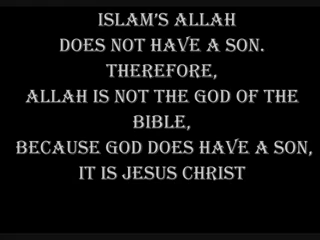 ISLAM'S ALLAH
DOES NOT HAVE A SON.
THEREFORE,
ALLAH IS NOT THE GOD OF THE
BIBLE,
BECAUSE GOD DOES HAVE A SON,
IT IS JESUS CHRIST